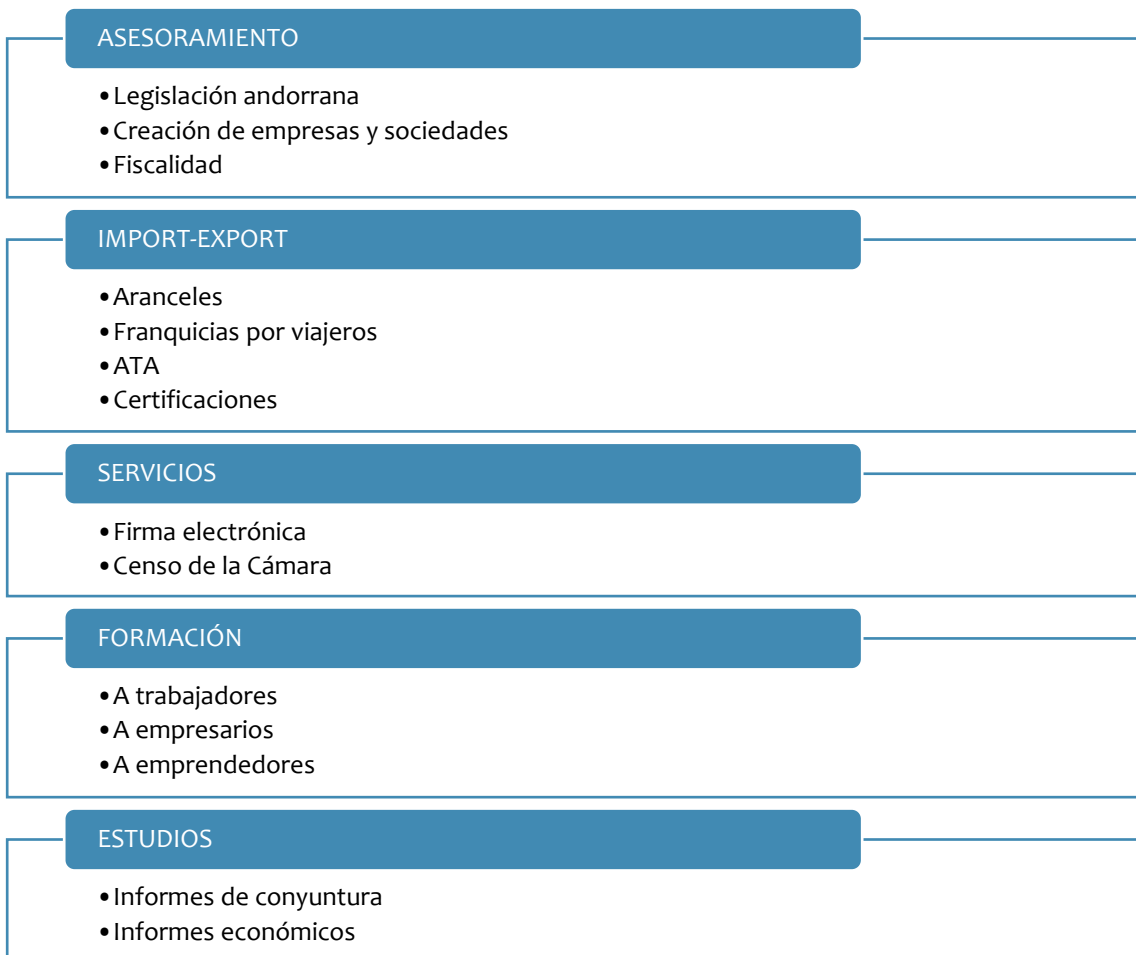 ASESORAMIENTO
•Legislación andorrana
•Creación de empresas y sociedades
•Fiscalidad
IMPORT-EXPORT
•Aranceles
•Franquicias por viajeros
•ATA
•Certificaciones
SERVICIOS
•Firma electrónica
•Censo de la Cámara
FORMACIÓN
•A trabajadores
•A empresarios
•A emprendedores
ESTUDIOS
•Informes de conyuntura
•Informes económicos